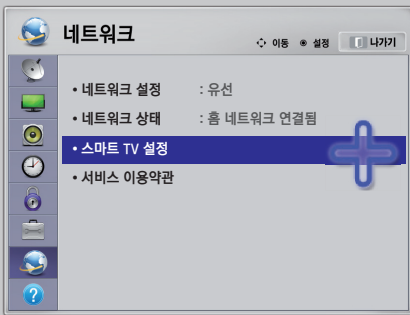 네트워크
이동 설정 나가기
• 네트워크 설정 : 유선
• 네트워크 상태 : 홈 네트워크 연결됨
• 스마트 TV 설정
• 서비스 이용약관
?